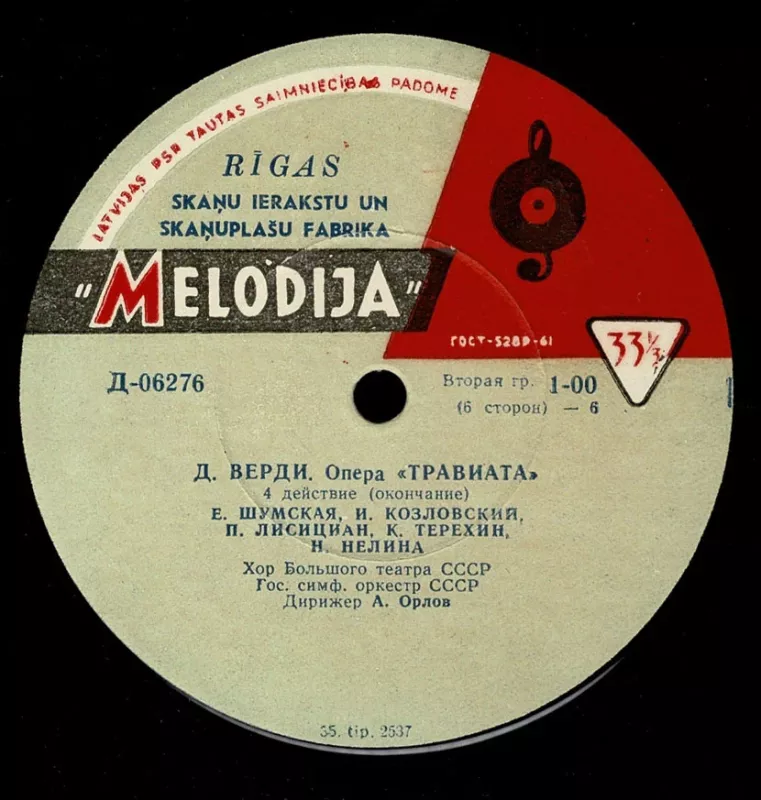 LATVIJAS PSR TAUTAS SAIMNIECĪBAS PADOME
RĪGAS
SKAŅU IERAKSTU UN
SKAŅUPLAŠU FABRIKA
"MELODIJA"
ГОСТ-5289-61
33⅓
Д-06276
Вторая гр. 1-00
(6 сторон) — 6
Д. ВЕРДИ. Опера «ТРАВИАТА»
4 действие (окончание)
Е. ШУМСКАЯ, И. КОЗЛОВСКИЙ,
П. ЛИСИЦИАН, К. ТЕРЕХИН,
Н. НЕЛИНА
Хор Большого театра СССР
Гос. симф. оркестр СССР
Дирижер А. Орлов
35. tip. 2537